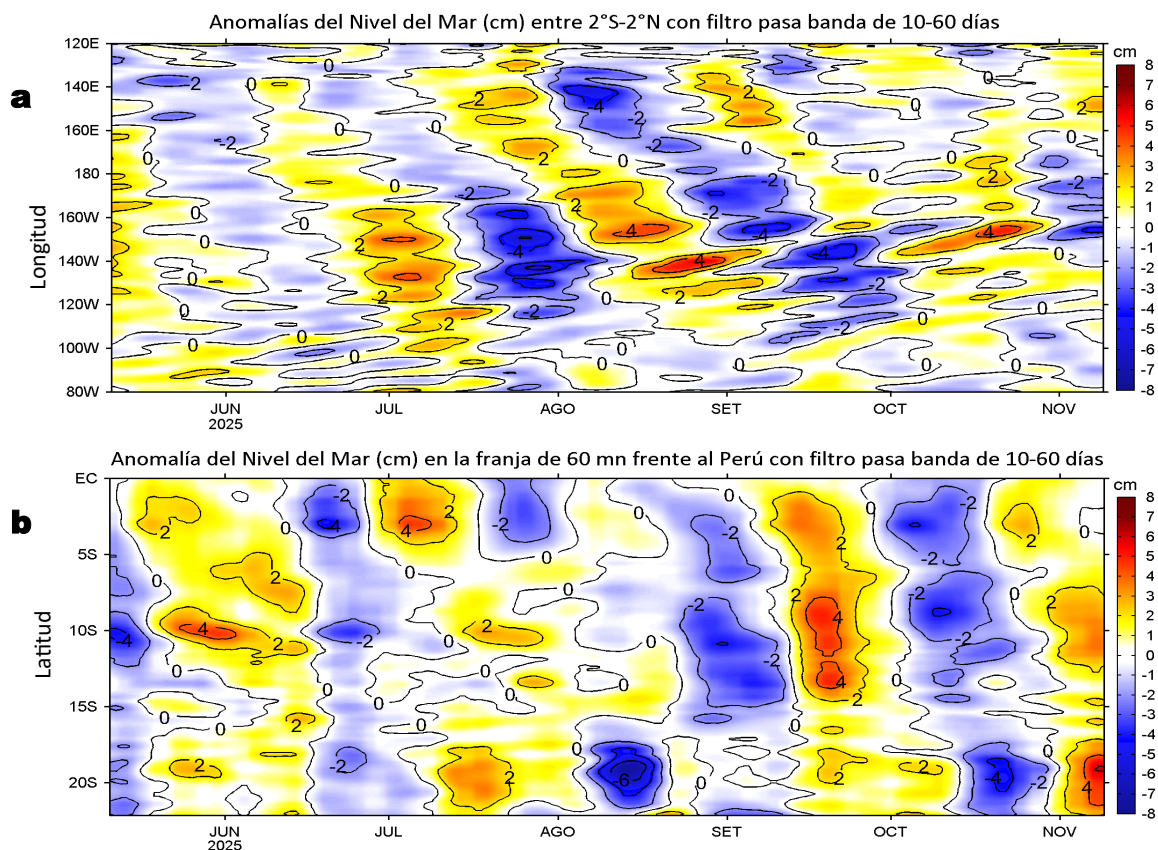 Anomalías del Nivel del Mar (cm) entre 2°S-2°N con filtro pasa banda de 10-60 días
a
Longitud
120E
140E
160E
180
160W
140W
120W
100W
80W
JUN
2025
JUL
AGO
SET
OCT
NOV
cm
8
7
6
5
4
3
2
1
0
-1
-2
-3
-4
-5
-6
-7
-8
Anomalía del Nivel del Mar (cm) en la franja de 60 mn frente al Perú con filtro pasa banda de 10-60 días
b
Latitud
EC
5S
10S
15S
20S
JUN
2025
JUL
AGO
SET
OCT
NOV
cm
8
7
6
5
4
3
2
1
0
-1
-2
-3
-4
-5
-6
-7
-8